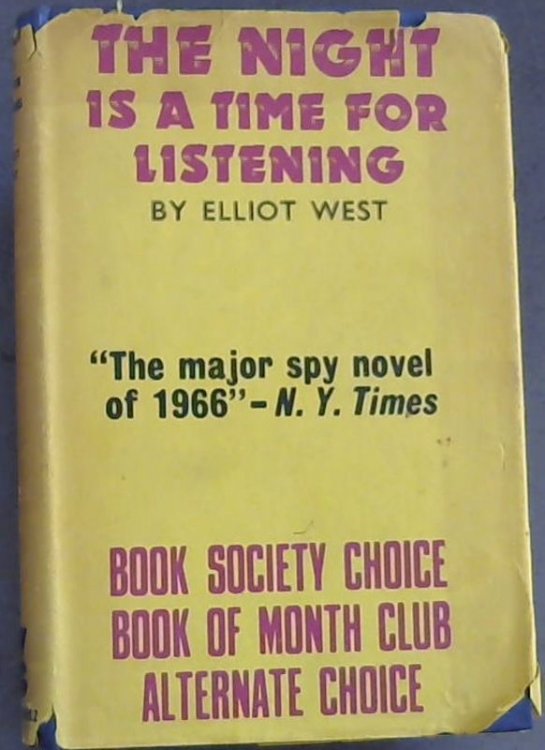 THE NIGHT
IS A TIME FOR
LISTENING
BY ELLIOT WEST
“The major spy novel
of 1966”–N. Y. Times
BOOK SOCIETY CHOICE
BOOK OF MONTH CLUB
ALTERNATE CHOICE